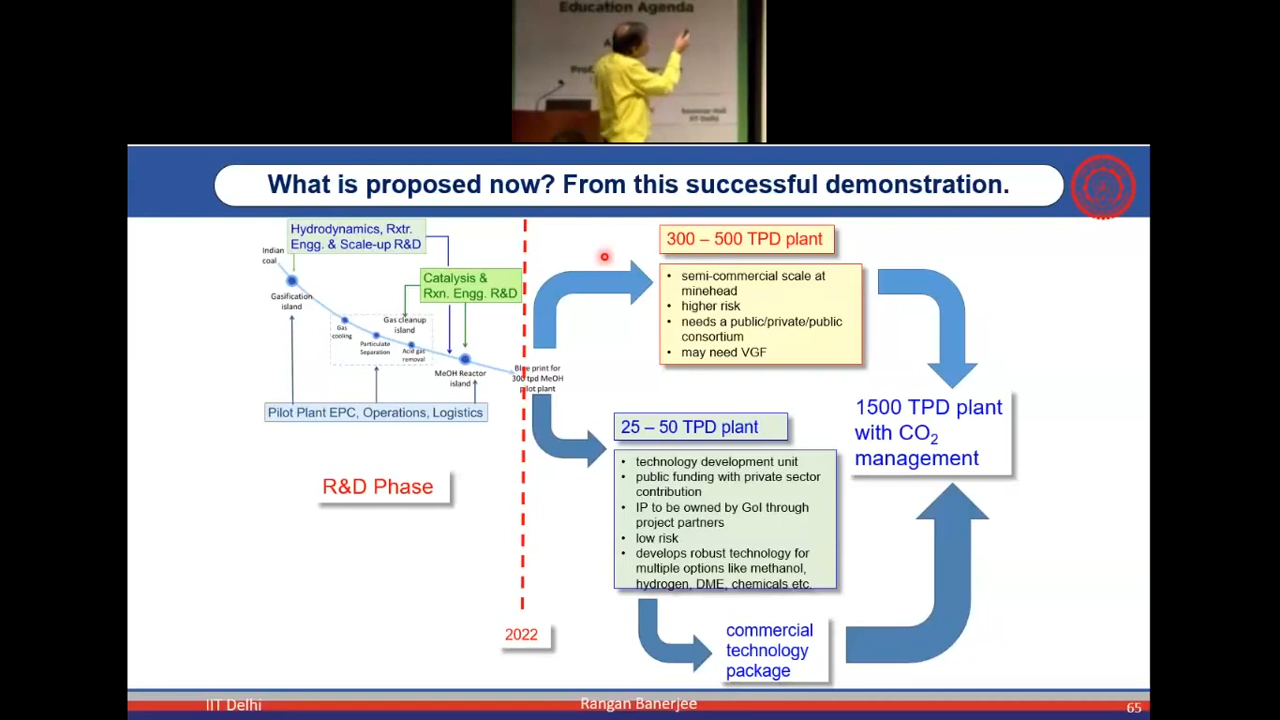 Education Agenda
Seminar Hall
IIT Delhi
What is proposed now? From this successful demonstration.
Hydrodynamics, Rxtr.
Engg. & Scale-up R&D
Indian
coal
Gasification
island
Catalysis &
Rxn. Engg. R&D
Gas
cooling
Gas cleanup
island
Particulate
Separation
Acid gas
removal
MeOH Reactor
island
Blue print for
300 tpd MeOH
pilot plant
Pilot Plant EPC, Operations, Logistics
R&D Phase
2022
300 – 500 TPD plant
• semi-commercial scale at
minehead
• higher risk
• needs a public/private/public
consortium
• may need VGF
25 – 50 TPD plant
• technology development unit
• public funding with private sector
contribution
• IP to be owned by GoI through
project partners
• low risk
• develops robust technology for
multiple options like methanol,
hydrogen, DME, chemicals etc.
commercial
technology
package
1500 TPD plant
with CO₂
management
IIT Delhi
Rangan Banerjee
65